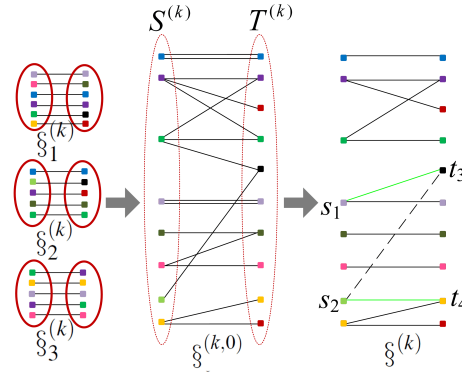 S^(k) T^(k)
§_1^(k)
§_2^(k)
§_3^(k)
s_1
s_2
t_3
t_4
§^(k,0)
§^(k)